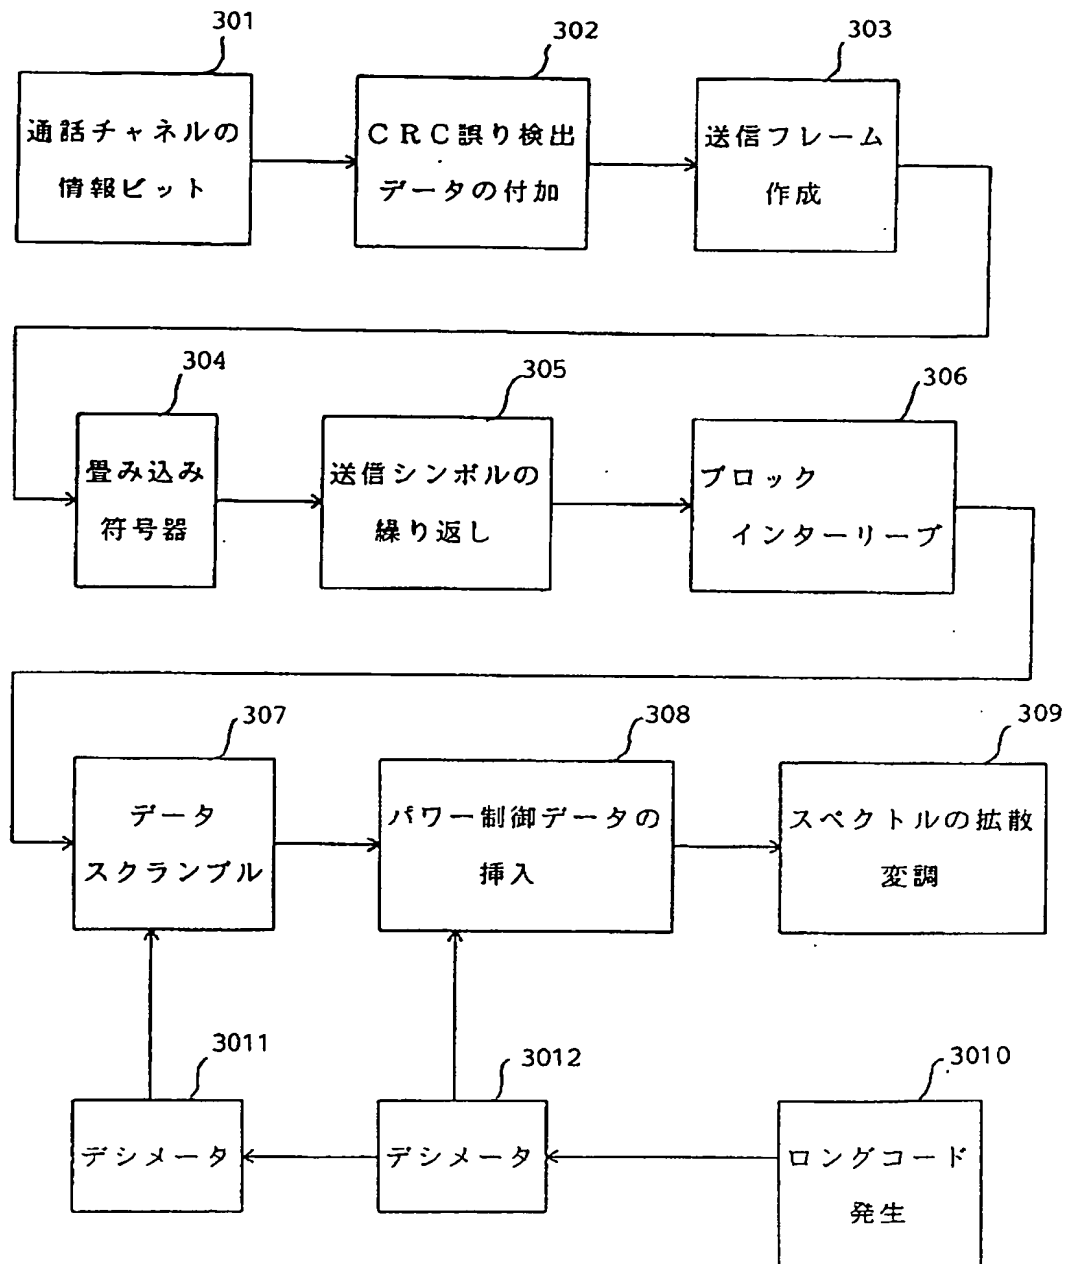 301
通話チャネルの
情報ビット
302
CRC誤り検出
データの付加
303
送信フレーム
作成
304
畳み込み
符号器
305
送信シンボルの
繰り返し
306
ブロック
インターリーブ
307
データ
スクランブル
308
パワー制御データの
挿入
309
スペクトルの拡散
変調
3011
デシメータ
3012
デシメータ
3010
ロングコード
発生